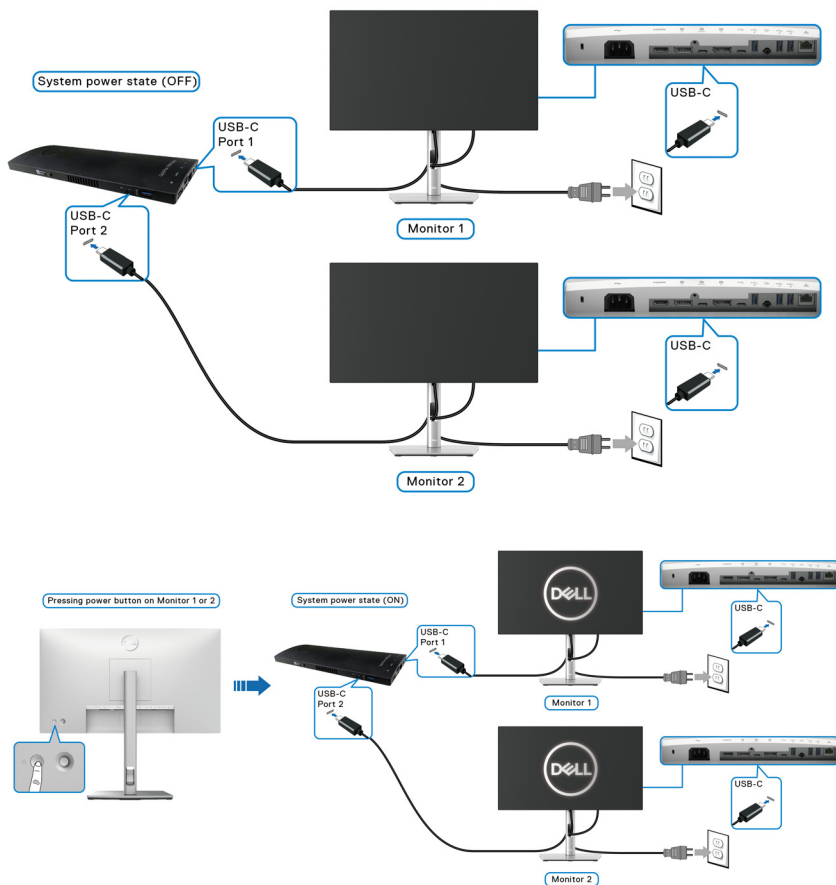 System power state (OFF)
USB-C
Port 1
USB-C
Monitor 1
USB-C
Port 2
USB-C
Monitor 2
Pressing power button on Monitor 1 or 2
System power state (ON)
DELL
USB-C
USB-C
Port 1
USB-C
Port 2
Monitor 1
DELL
USB-C
Monitor 2